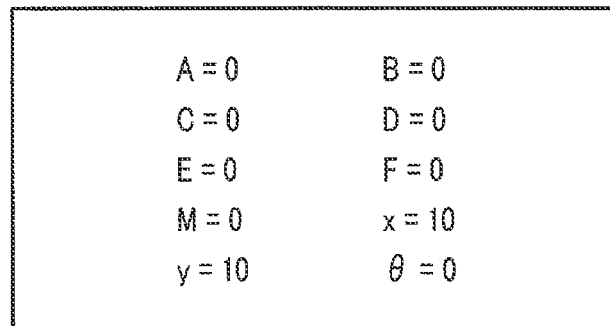 A = 0 B = 0
C = 0 D = 0
E = 0 F = 0
M = 0 x = 10
y = 10 θ = 0